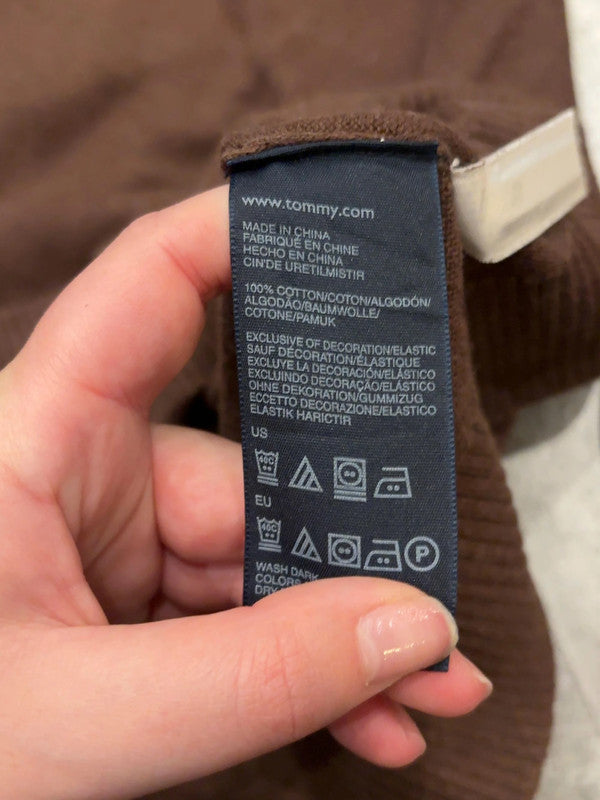 www.tommy.com
MADE IN CHINA
FABRIQUÉ EN CHINE
HECHO EN CHINA
CIN'DE URETILMISTIR
100% COTTON/COTON/ALGODÓN/
ALGODÃO/BAUMWOLLE/
COTONE/PAMUK
EXCLUSIVE OF DECORATION/ELASTIC
SAUF DÉCORATION/ÉLASTIQUE
EXCLUYE LA DECORACIÓN/ELÁSTICO
EXCLUINDO DECORAÇÃO/ELÁSTICO
OHNE DEKORATION/GUMMIZUG
ECCETTO DECORAZIONE/ELASTICO
ELASTIK HARICTIR
US
40C
EU
40C P
WASH DARK
COLORS
DRY